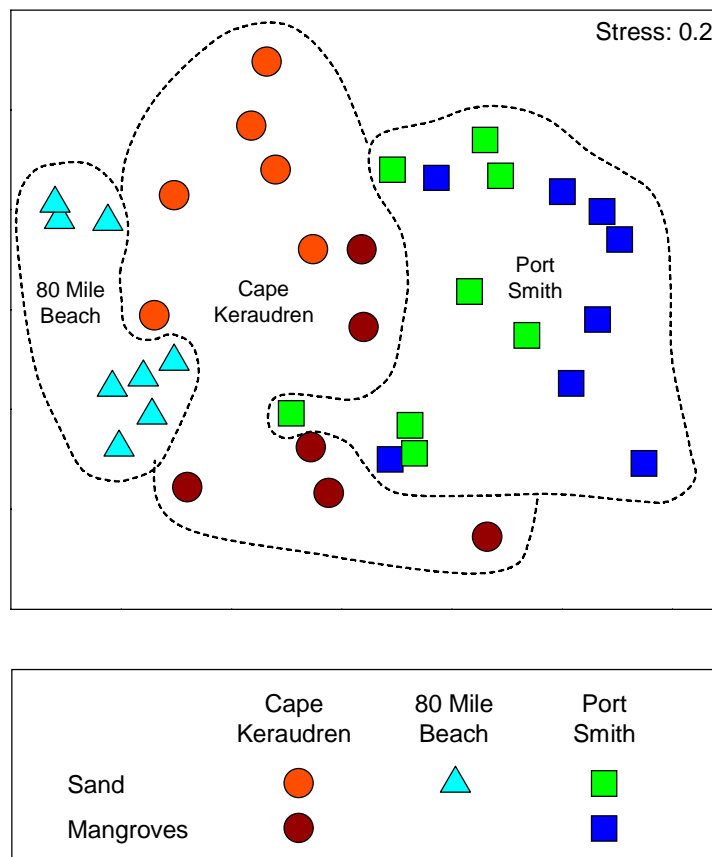 Stress: 0.2
80 Mile
Beach
Cape
Keraudren
Port
Smith
Cape
Keraudren
80 Mile
Beach
Port
Smith
Sand
Mangroves